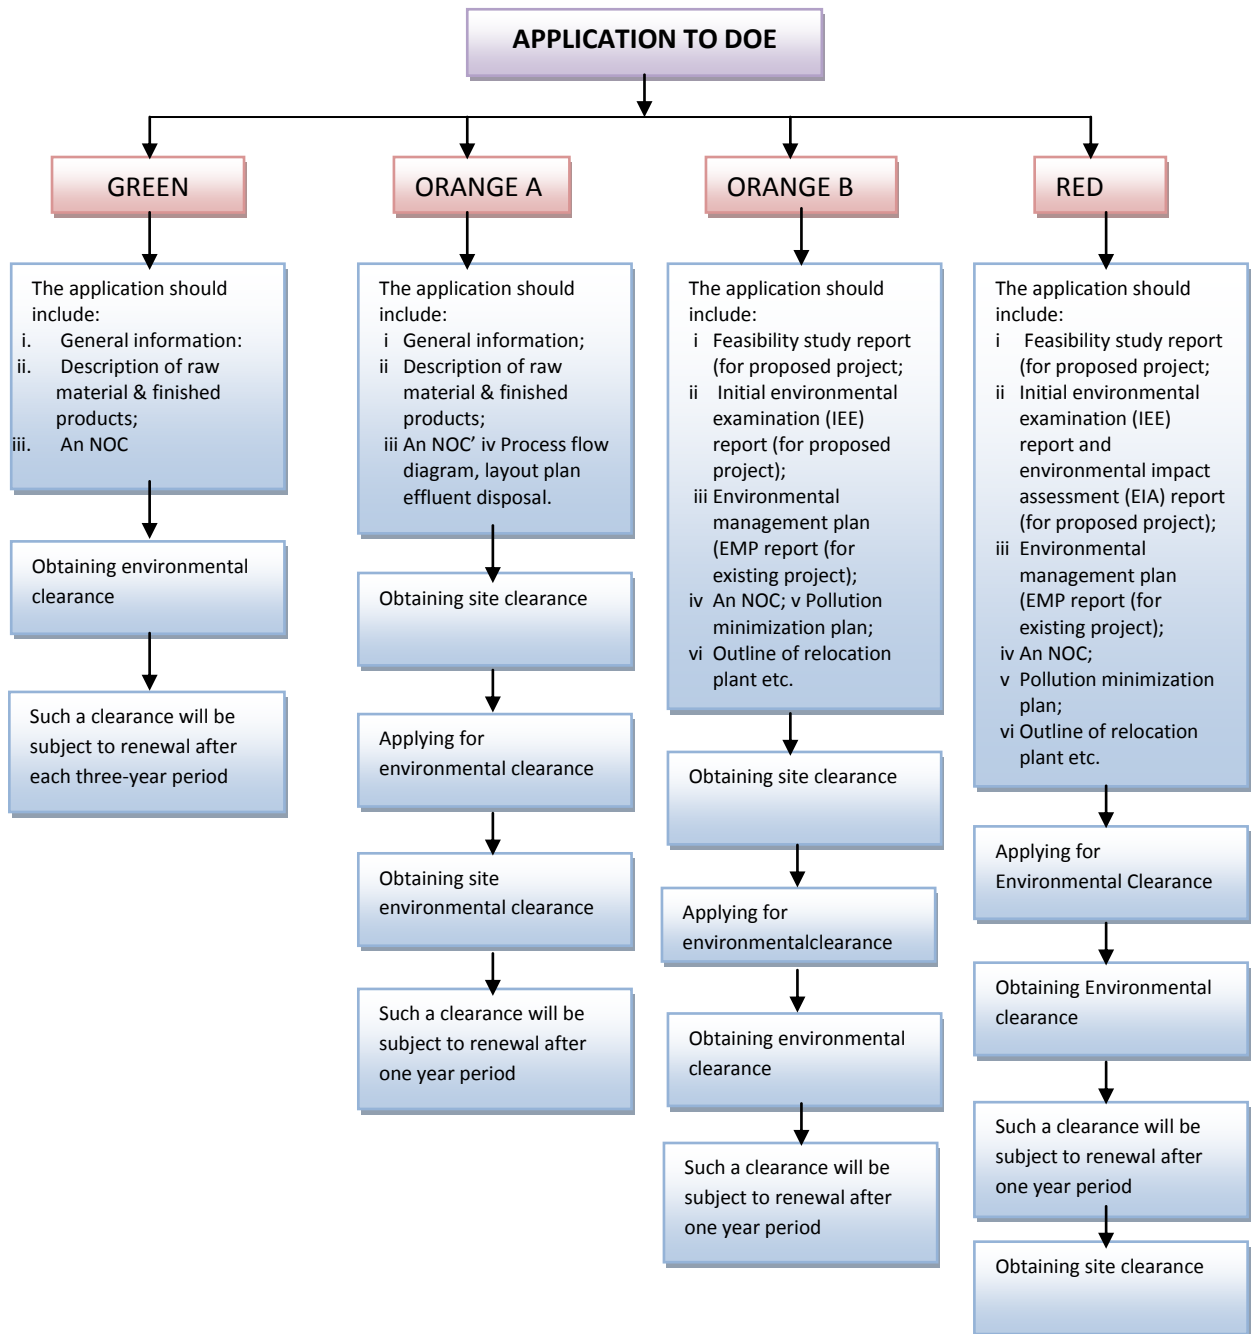 APPLICATION TO DOE
GREEN
ORANGE A
ORANGE B
RED
The application should
include:
i. General information:
ii. Description of raw
material & finished
products;
iii. An NOC
Obtaining environmental
clearance
Such a clearance will be
subject to renewal after
each three-year period
The application should
include:
i General information;
ii Description of raw
material & finished
products;
iii An NOC’ iv Process flow
diagram, layout plan
effluent disposal.
Obtaining site clearance
Applying for
environmental clearance
Obtaining site
environmental clearance
Such a clearance will be
subject to renewal after
one year period
The application should
include:
i Feasibility study report
(for proposed project;
ii Initial environmental
examination (IEE)
report (for proposed
project);
iii Environmental
management plan
(EMP report (for
existing project);
iv An NOC; v Pollution
minimization plan;
vi Outline of relocation
plant etc.
Obtaining site clearance
Applying for
environmentalclearance
Obtaining environmental
clearance
Such a clearance will be
subject to renewal after
one year period
The application should
include:
i Feasibility study report
(for proposed project;
ii Initial environmental
examination (IEE)
report and
environmental impact
assessment (EIA) report
(for proposed project);
iii Environmental
management plan
(EMP report (for
existing project);
iv An NOC;
v Pollution minimization
plan;
vi Outline of relocation
plant etc.
Applying for
Environmental Clearance
Obtaining Environmental
clearance
Such a clearance will be
subject to renewal after
one year period
Obtaining site clearance